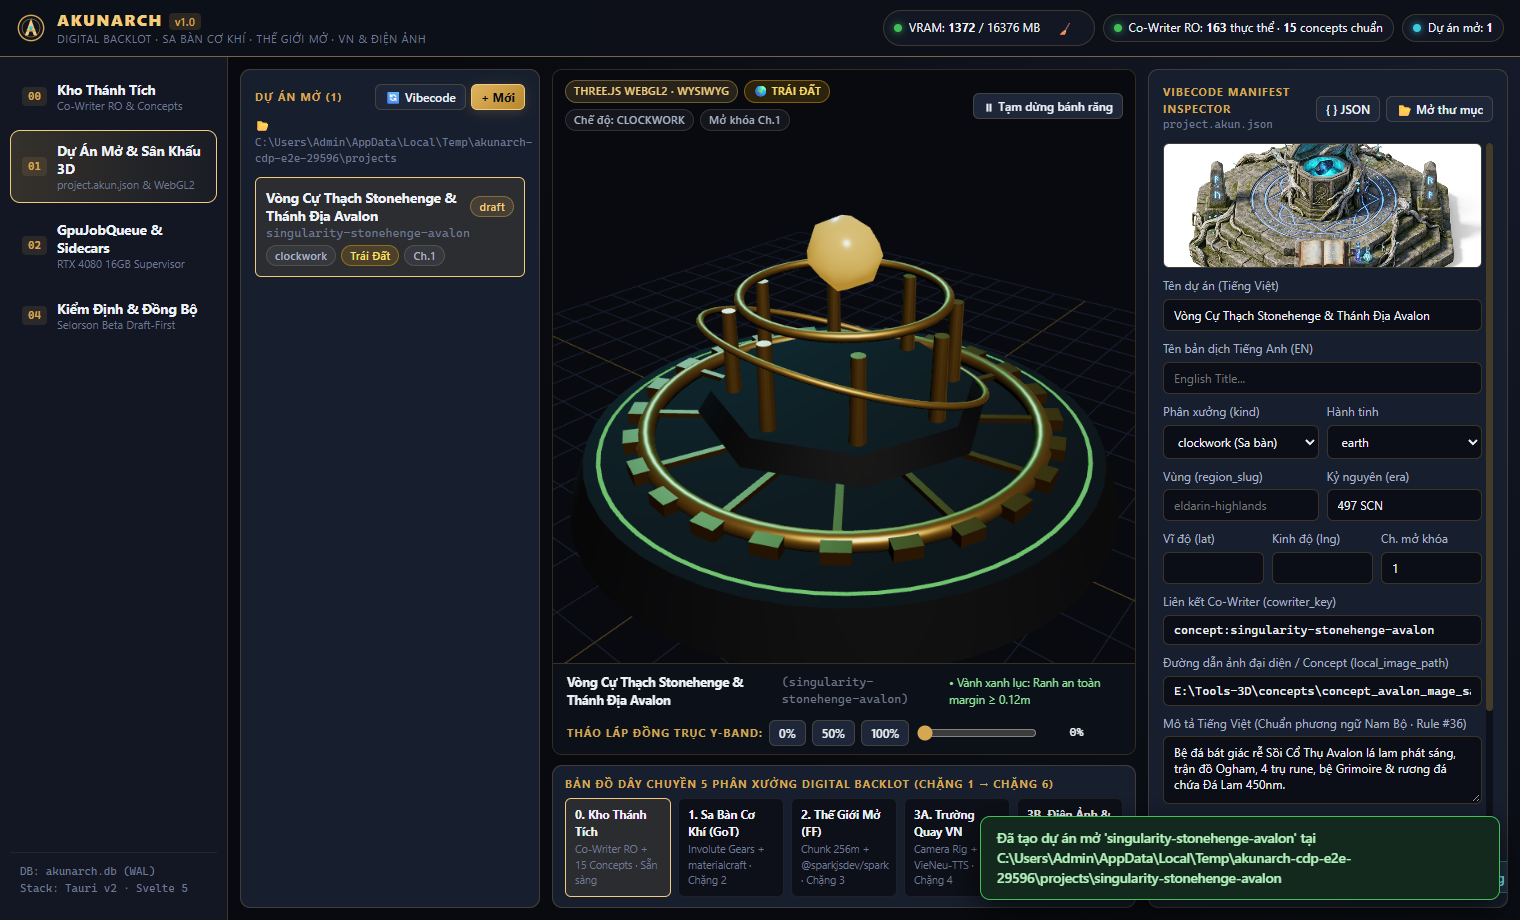 AKUNARCH v1.0
DIGITAL BACKLOT · SA BÀN CƠ KHÍ · THẾ GIỚI MỞ · VN & ĐIỆN ẢNH
VRAM: 1372 / 16376 MB
Co-Writer RO: 163 thực thể · 15 concepts chuẩn
Dự án mở: 1
00
Kho Thánh Tích
Co-Writer RO & Concepts
01
Dự Án Mở & Sân Khấu
3D
project.akun.json & WebGL2
02
GpuJobQueue &
Sidecars
RTX 4080 16GB Supervisor
04
Kiểm Định & Đồng Bộ
Selorson Beta Draft-First
DB: akunarch.db (WAL)
Stack: Tauri v2 · Svelte 5
DỰ ÁN MỞ (1)
Vibecode
+ Mới
C:\Users\Admin\AppData\Local\Temp\akunarch-
cdp-e2e-29596\projects
Vòng Cự Thạch Stonehenge &
Thánh Địa Avalon
draft
singularity-stonehenge-avalon
clockwork
Trái Đất
Ch.1
THREE.JS WEBGL2 · WYSIWYG
TRÁI ĐẤT
Chế độ: CLOCKWORK
Mở khóa Ch.1
Tạm dừng bánh răng
Vòng Cự Thạch Stonehenge &
Thánh Địa Avalon
(singularity-
stonehenge-avalon)
• Vành xanh lục: Ranh an toàn
margin ≥ 0.12m
THÁO LẮP ĐỒNG TRỤC Y-BAND:
0%
50%
100%
0%
BẢN ĐỒ DÂY CHUYỀN 5 PHÂN XƯỞNG DIGITAL BACKLOT (CHẶNG 1 → CHẶNG 6)
0. Kho Thánh
Tích
Co-Writer RO +
15 Concepts · Sẵn
sàng
1. Sa Bàn Cơ
Khí (GoT)
Involute Gears +
materialcraft ·
Chặng 2
2. Thế Giới Mở
(FF)
Chunk 256m +
@sparkjsdev/spark
· Chặng 3
3A. Trường
Quay VN
Camera Rig +
VieNeu-TTS ·
Chặng 4
3B. Điện Ảnh &
VIBECODE MANIFEST
INSPECTOR
project.akun.json
{ } JSON
Mở thư mục
Tên dự án (Tiếng Việt)
Vòng Cự Thạch Stonehenge & Thánh Địa Avalon
Tên bản dịch Tiếng Anh (EN)
English Title...
Phân xưởng (kind)
Hành tinh
clockwork (Sa bàn)
earth
Vùng (region_slug)
Kỷ nguyên (era)
eldarin-highlands
497 SCN
Vĩ độ (lat)
Kinh độ (lng)
Ch. mở khóa
1
Liên kết Co-Writer (cowriter_key)
concept:singularity-stonehenge-avalon
Đường dẫn ảnh đại diện / Concept (local_image_path)
E:\Tools-3D\concepts\concept_avalon_mage_sa
Mô tả Tiếng Việt (Chuẩn phương ngữ Nam Bộ · Rule #36)
Bệ đá bát giác rễ Sồi Cổ Thụ Avalon lá lam phát sáng,
trận đồ Ogham, 4 trụ rune, bệ Grimoire & rương đá
chứa Đá Lam 450nm.
Đã tạo dự án mở 'singularity-stonehenge-avalon' tại
C:\Users\Admin\AppData\Local\Temp\akunarch-cdp-e2e-
29596\projects\singularity-stonehenge-avalon